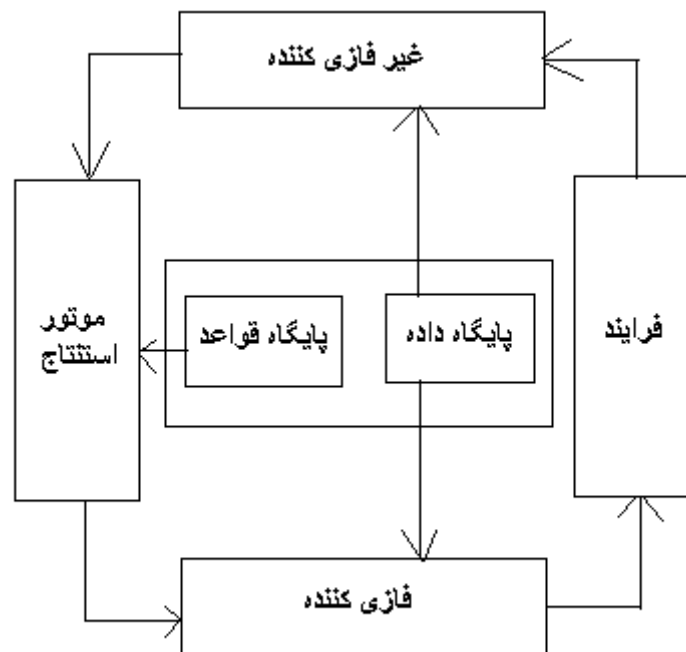 غیر فازی کننده
موتور
استنتاج
پایگاه قواعد
پایگاه داده
فرایند
فازی کننده